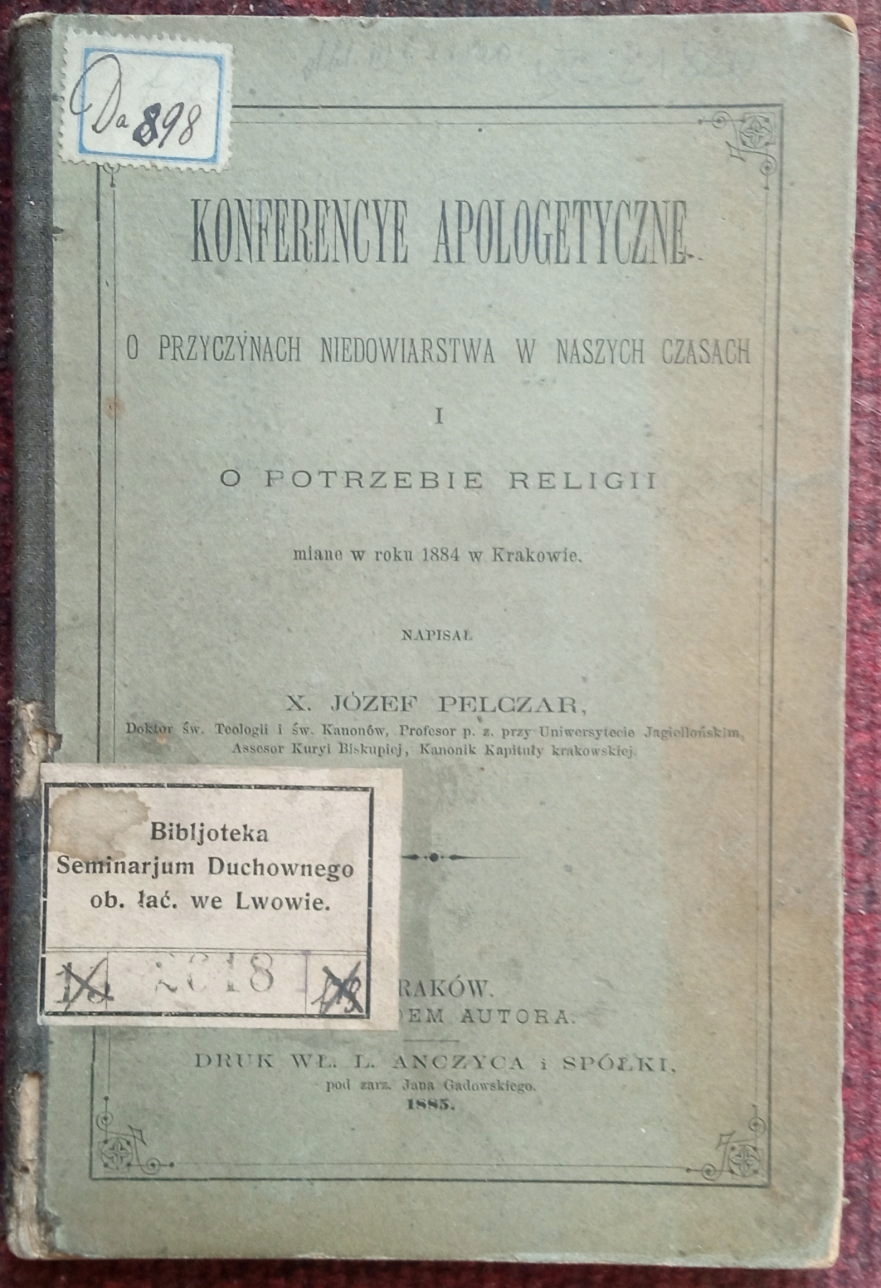 Da 898
KONFERENCYE APOLOGETYCZNE
O PRZYCZYNACH NIEDOWIARSTWA W NASZYCH CZASACH
I
O POTRZEBIE RELIGII
miane w roku 1884 w Krakowie.
NAPISAŁ
X. JÓZEF PELCZAR,
Doktor św. Teologii i św. Kanonów, Profesor p. z. przy Uniwersytecie Jagiellońskim,
Assesor Kuryi Biskupiej, Kanonik Kapituły krakowskiej.
Bibljoteka
Seminarjum Duchownego
ob. łać. we Lwowie.
2618
RAKÓW.
DEM AUTORA.
DRUK WŁ. L. ANCZYCA i SPÓŁKI,
pod zarz. Jana Gadowskiego.
1885.